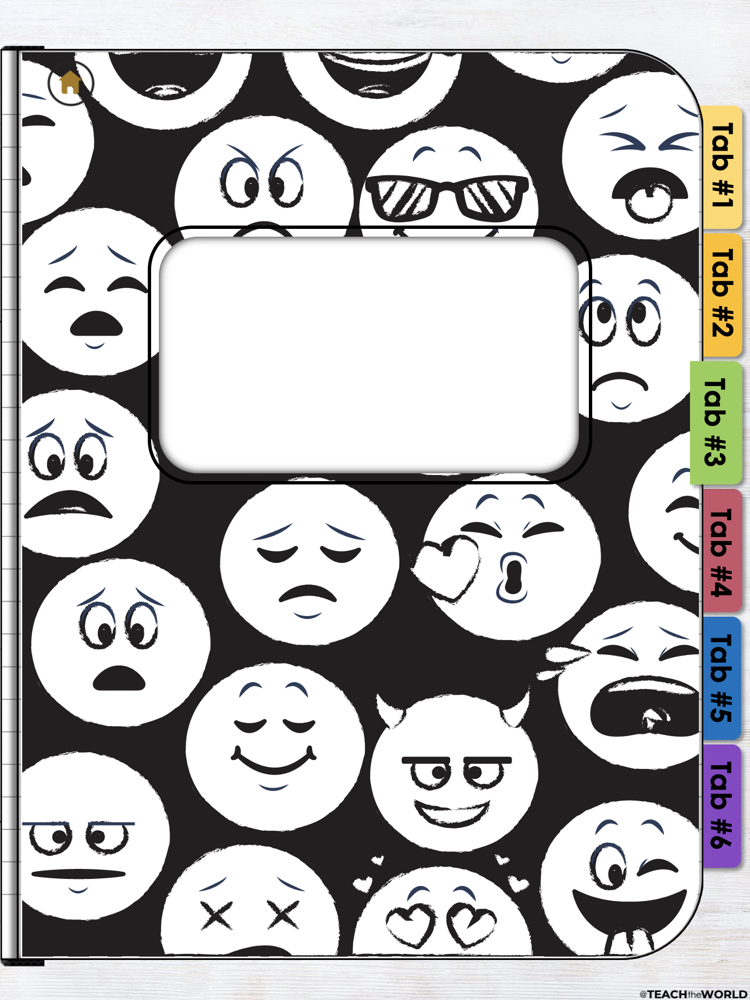 Tab #1
Tab #2
Tab #3
Tab #4
Tab #5
Tab #6
@TEACHtheWORLD